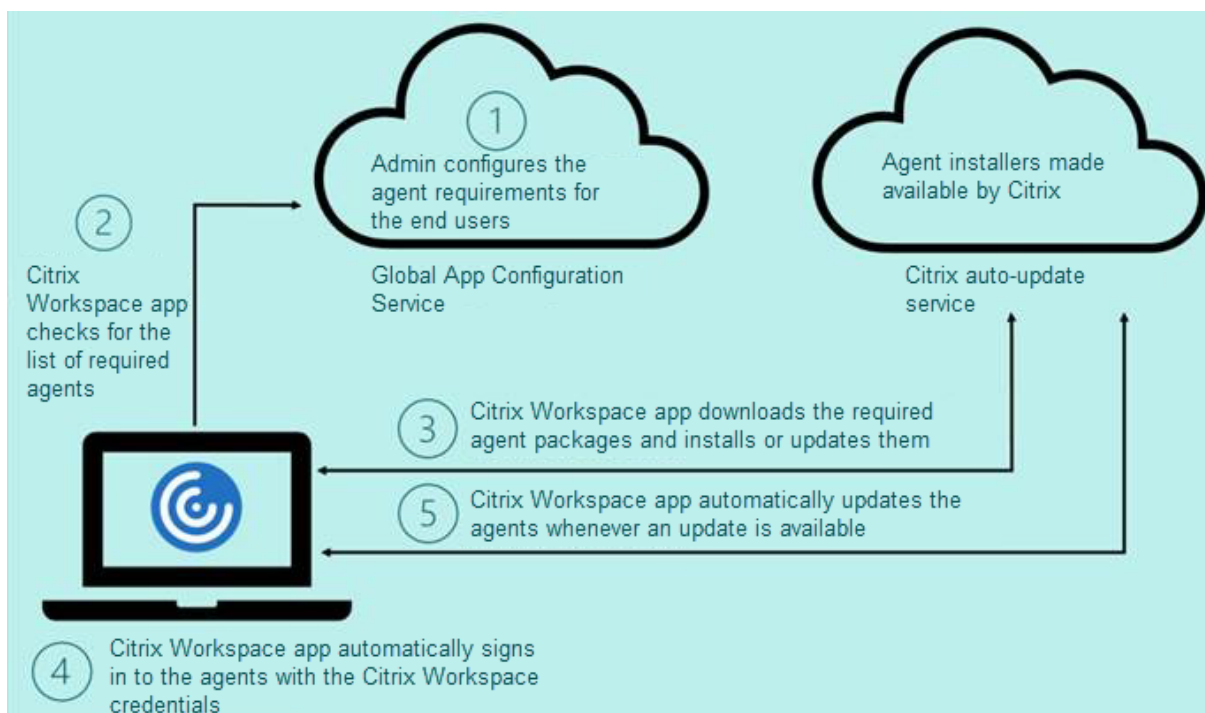 1
Admin configures the
agent requirements for
the end users
Global App Configuration
Service
Agent installers made
available by Citrix
Citrix auto-update
service
2
Citrix
Workspace app
checks for the
list of required
agents
3
Citrix Workspace app downloads the required
agent packages and installs or updates them
5
Citrix Workspace app automatically updates the
agents whenever an update is available
4
Citrix Workspace app automatically signs
in to the agents with the Citrix Workspace
credentials